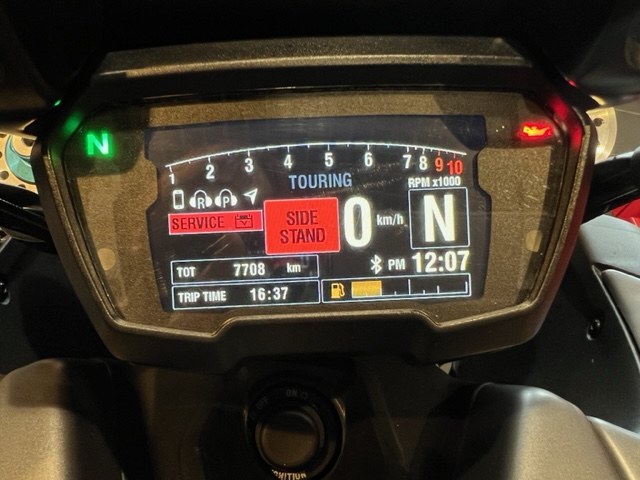 N
1 2 3 4 5 6 7 8 9 10
TOURING
RPM x1000
R
SERVICE
SIDE
STAND
0 km/h
N
TOT 7708 km
PM 12:07
TRIP TIME 16:37
IGNITION